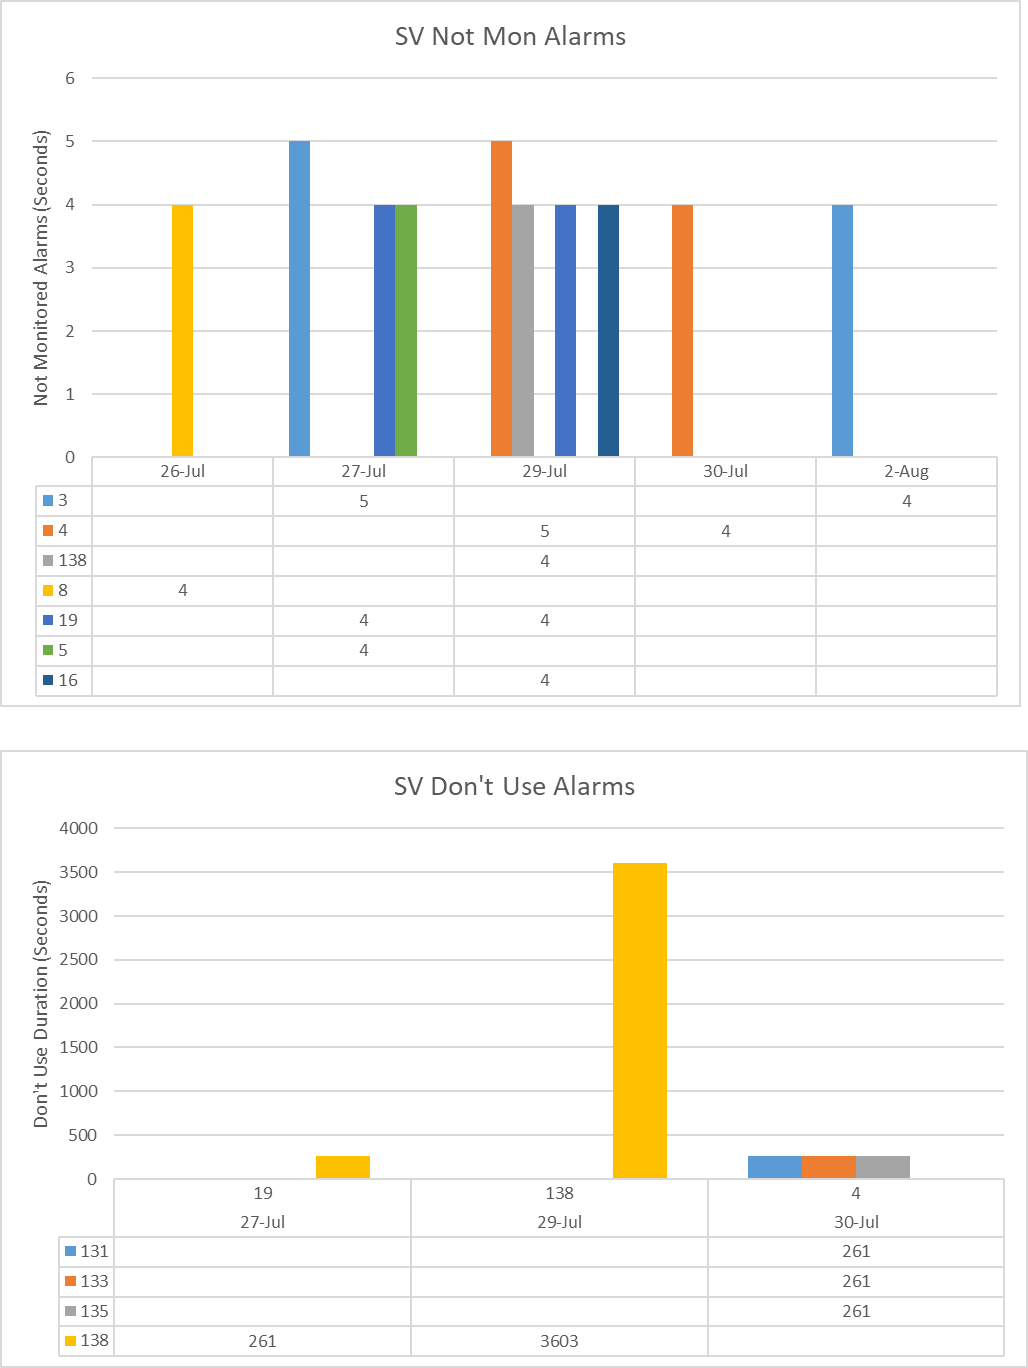 SV Not Mon Alarms
Not Monitored Alarms (Seconds)
6
5
4
3
2
1
0
26-Jul 27-Jul 29-Jul 30-Jul 2-Aug
3 5 4
4 5 4
138 4
8 4
19 4 4
5 4
16 4
SV Don't Use Alarms
Don't Use Duration (Seconds)
4000
3500
3000
2500
2000
1500
1000
500
0
19 138 4
27-Jul 29-Jul 30-Jul
131 261
133 261
135 261
138 261 3603